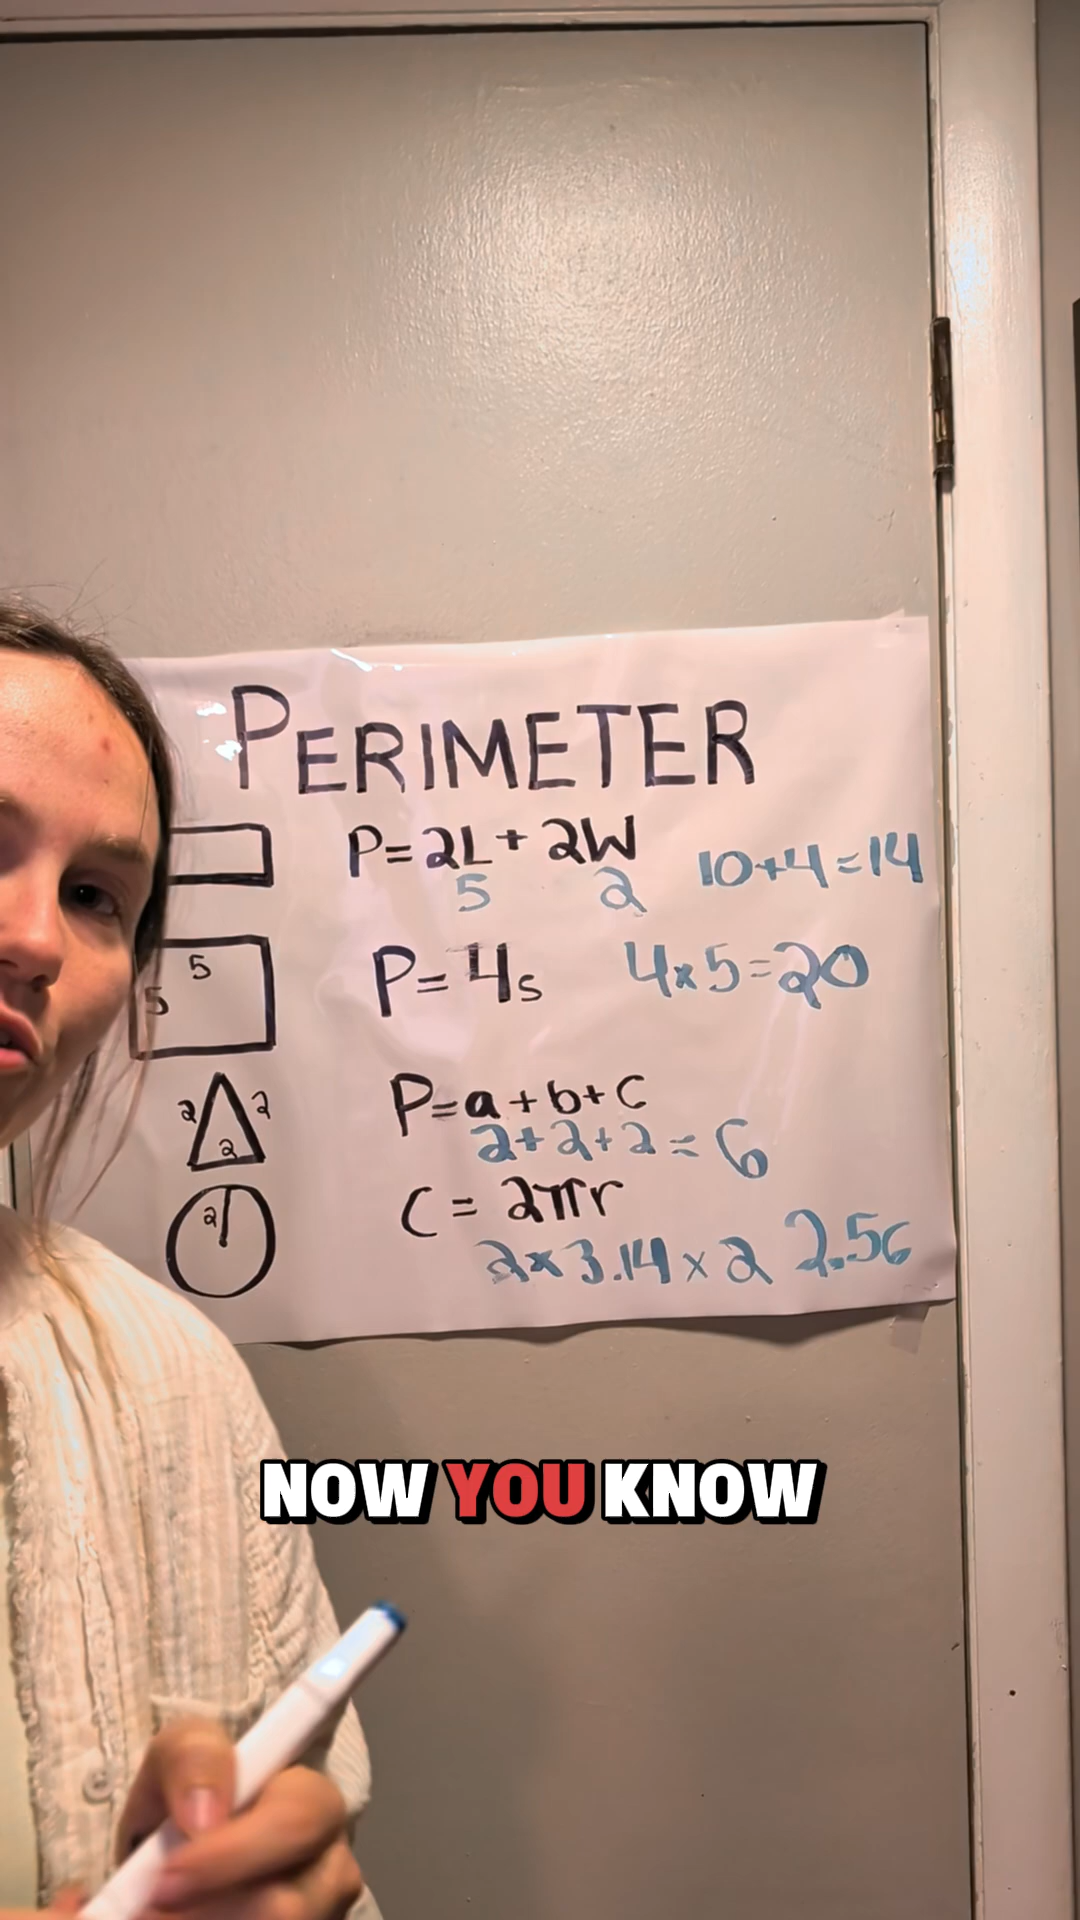 PERIMETER
P=2L+2W
5 2 10+4=14
5
5
P=4s 4x5=20
2 2
2
P=a+b+c
2+2+2=6
2
C=2πr
2x3.14x2 2.56
NOW YOU KNOW